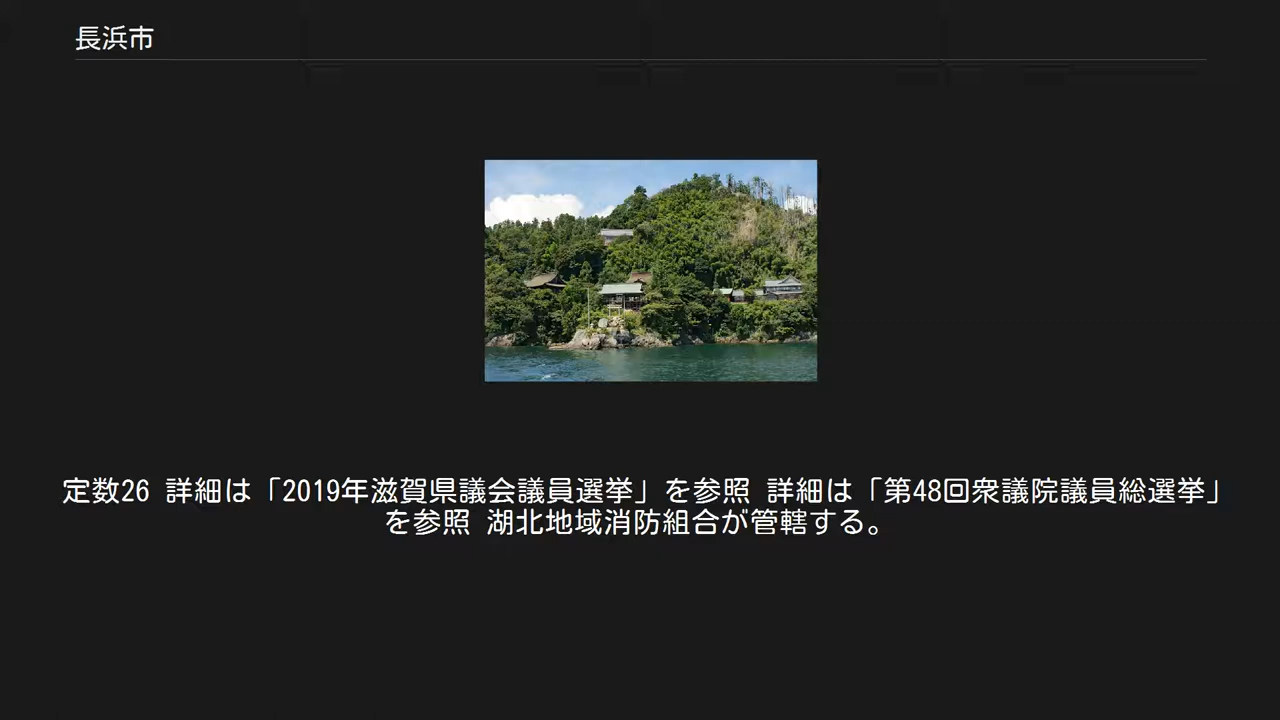 長浜市
定数26 詳細は「2019年滋賀県議会議員選挙」を参照 詳細は「第48回衆議院議員総選挙」
を参照 湖北地域消防組合が管轄する。